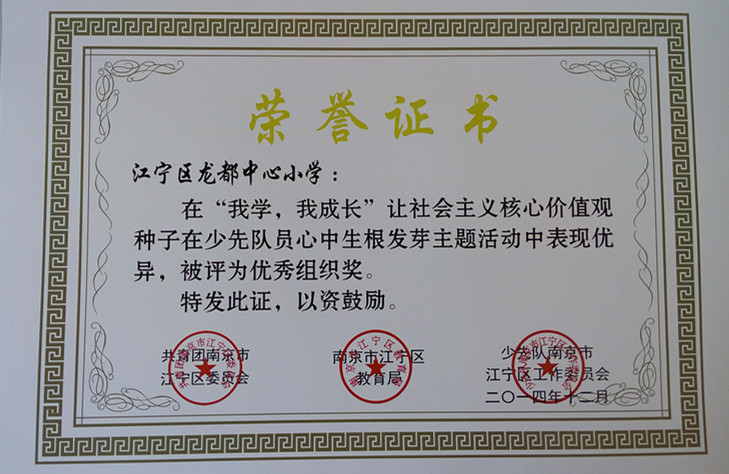 荣誉证书
江宁区龙都中心小学：
在“我学，我成长”让社会主义核心价值观
种子在少先队员心中生根发芽主题活动中表现优
异，被评为优秀组织奖。
特发此证，以资鼓励。
共青团南京市
江宁区委员会
南京市江宁区
教育局
少先队南京市
江宁区工作委员会
二〇一四年十二月